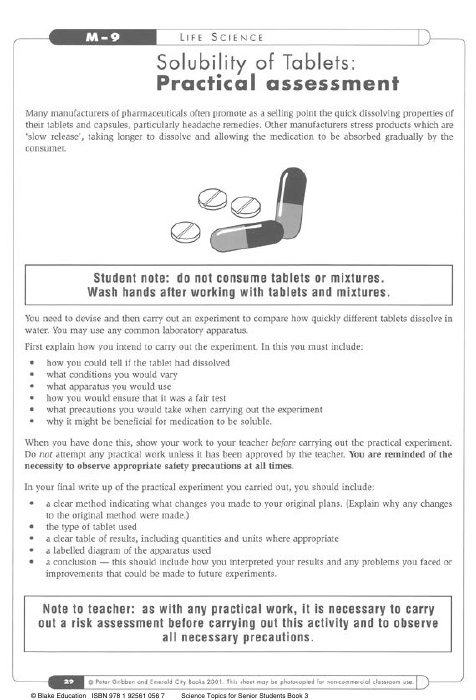 M-9
LIFE SCIENCE
Solubility of Tablets:
Practical assessment
Many manufacturers of pharmaceuticals often promote as a selling point the quick dissolving properties of
their tablets and capsules, particularly headache remedies. Other manufacturers stress products which are
'slow release', taking longer to dissolve and allowing the medication to be absorbed gradually by the
consumer.
Student note: do not consume tablets or mixtures.
Wash hands after working with tablets and mixtures.
You need to devise and then carry out an experiment to compare how quickly different tablets dissolve in
water. You may use any common laboratory apparatus.
First explain how you intend to carry out the experiment. In this you must include:
• how you could tell if the tablet had dissolved
• what conditions you would vary
• what apparatus you would use
• how you would ensure that it was a fair test
• what precautions you would take when carrying out the experiment
• why it might be beneficial for medication to be soluble.
When you have done this, show your work to your teacher before carrying out the practical experiment.
Do not attempt any practical work unless it has been approved by the teacher. You are reminded of the
necessity to observe appropriate safety precautions at all times.
In your final write up of the practical experiment you carried out, you should include:
• a clear method indicating what changes you made to your original plans. (Explain why any changes
to the original method were made.)
• the type of tablet used
• a clear table of results, including quantities and units where appropriate
• a labelled diagram of the apparatus used
• a conclusion — this should include how you interpreted your results and any problems you faced or
improvements that could be made to future experiments.
Note to teacher: as with any practical work, it is necessary to carry
out a risk assessment before carrying out this activity and to observe
all necessary precautions.
29 © Peter Gribben and Emerald City Books 2001. This sheet may be photocopied for non-commercial classroom use.
© Blake Education ISBN 978 1 92561 056 7 Science Topics for Senior Students Book 3